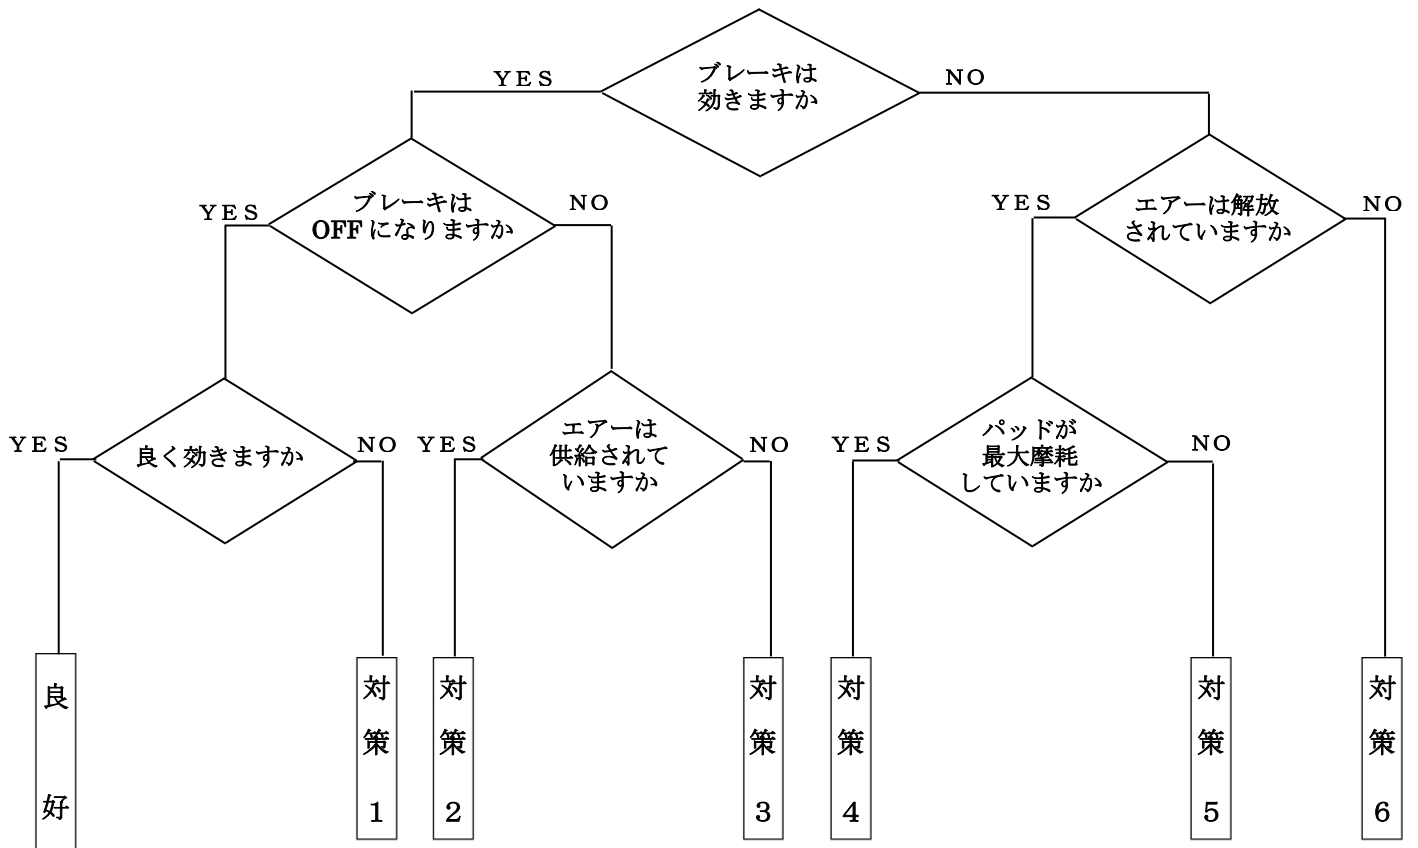 ブレーキは
効きますか
YES
NO
ブレーキは
OFFになりますか
YES
NO
エアーは解放
されていますか
YES
NO
良く効きますか
YES
NO
エアーは
供給されて
いますか
YES
NO
パッドが
最大摩耗
していますか
YES
NO
良好
対策1
対策2
対策3
対策4
対策5
対策6